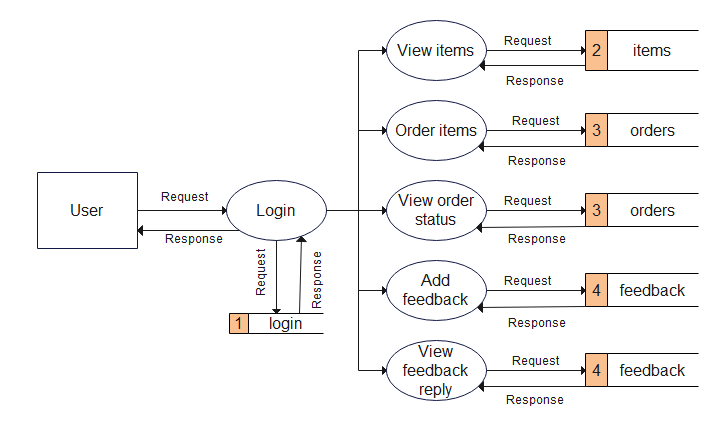 View items
Request
2
items
Response
Order items
Request
3
orders
Response
User
Request
Response
Login
Request
Response
1
login
View order
status
Request
3
orders
Response
Add
feedback
Request
4
feedback
Response
View
feedback
reply
Request
4
feedback
Response